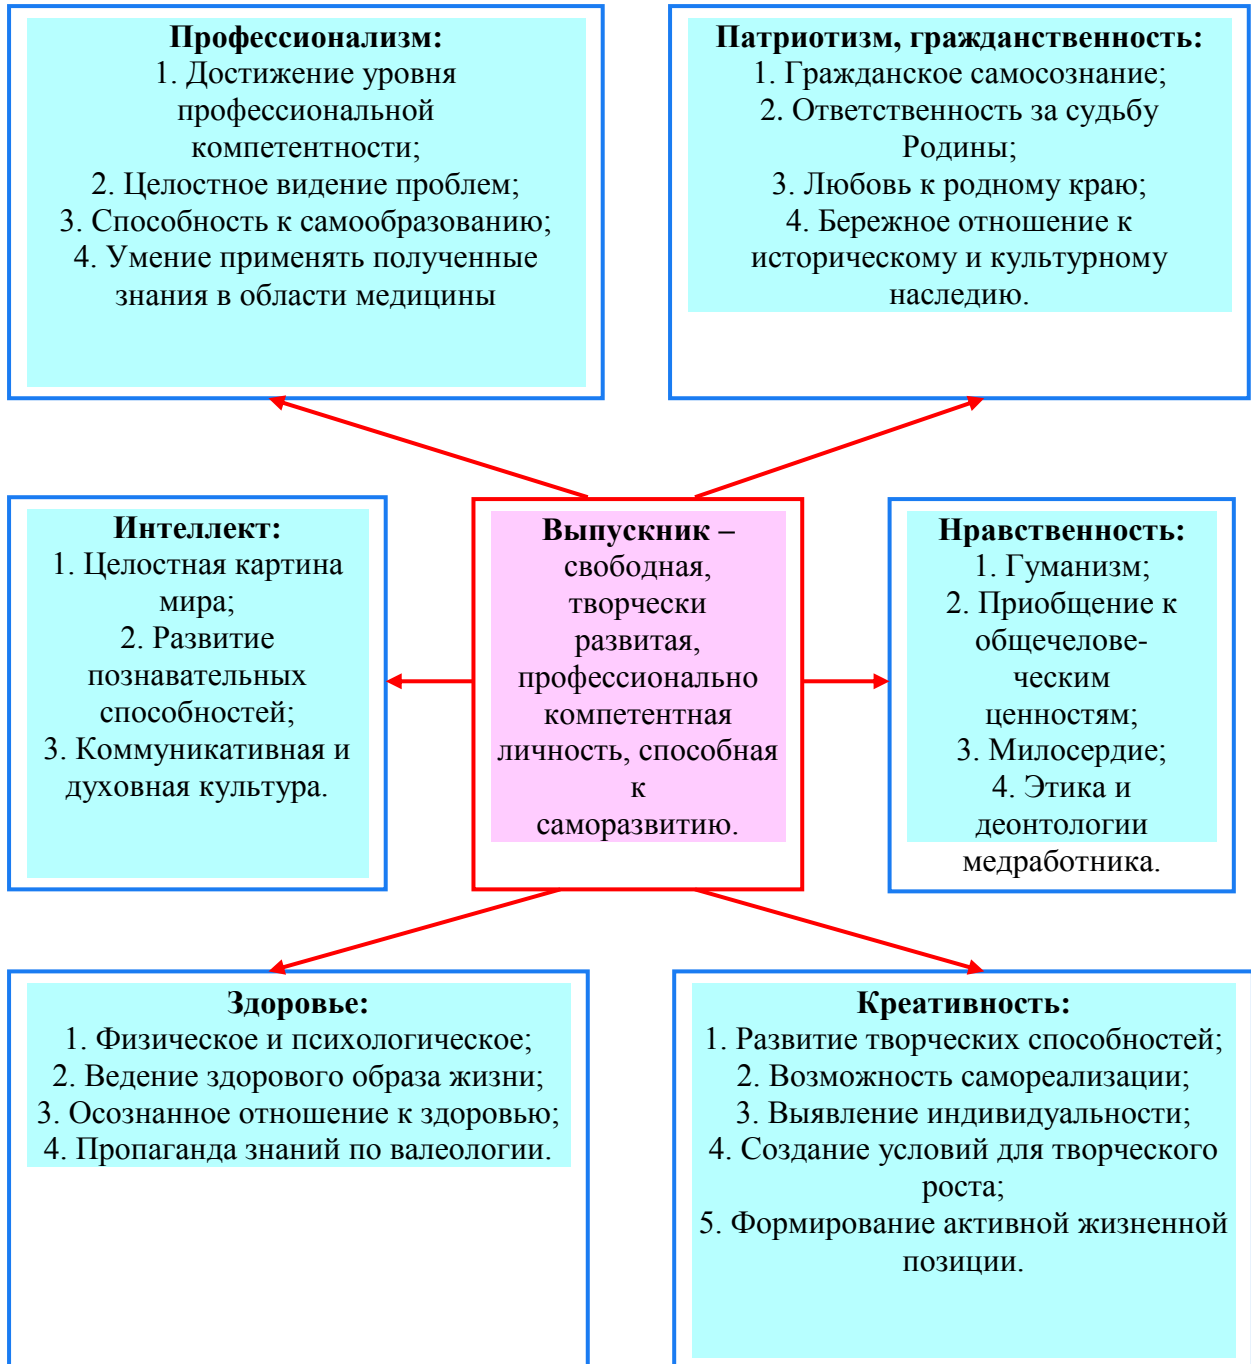 Профессионализм:
1. Достижение уровня
профессиональной
компетентности;
2. Целостное видение проблем;
3. Способность к самообразованию;
4. Умение применять полученные
знания в области медицины
Патриотизм, гражданственность:
1. Гражданское самосознание;
2. Ответственность за судьбу
Родины;
3. Любовь к родному краю;
4. Бережное отношение к
историческому и культурному
наследию.
Интеллект:
1. Целостная картина
мира;
2. Развитие
познавательных
способностей;
3. Коммуникативная и
духовная культура.
Выпускник –
свободная,
творчески
развитая,
профессионально
компетентная
личность, способная
к
саморазвитию.
Нравственность:
1. Гуманизм;
2. Приобщение к
общечелове-
ческим
ценностям;
3. Милосердие;
4. Этика и
деонтологии
медработника.
Здоровье:
1. Физическое и психологическое;
2. Ведение здорового образа жизни;
3. Осознанное отношение к здоровью;
4. Пропаганда знаний по валеологии.
Креативность:
1. Развитие творческих способностей;
2. Возможность самореализации;
3. Выявление индивидуальности;
4. Создание условий для творческого
роста;
5. Формирование активной жизненной
позиции.